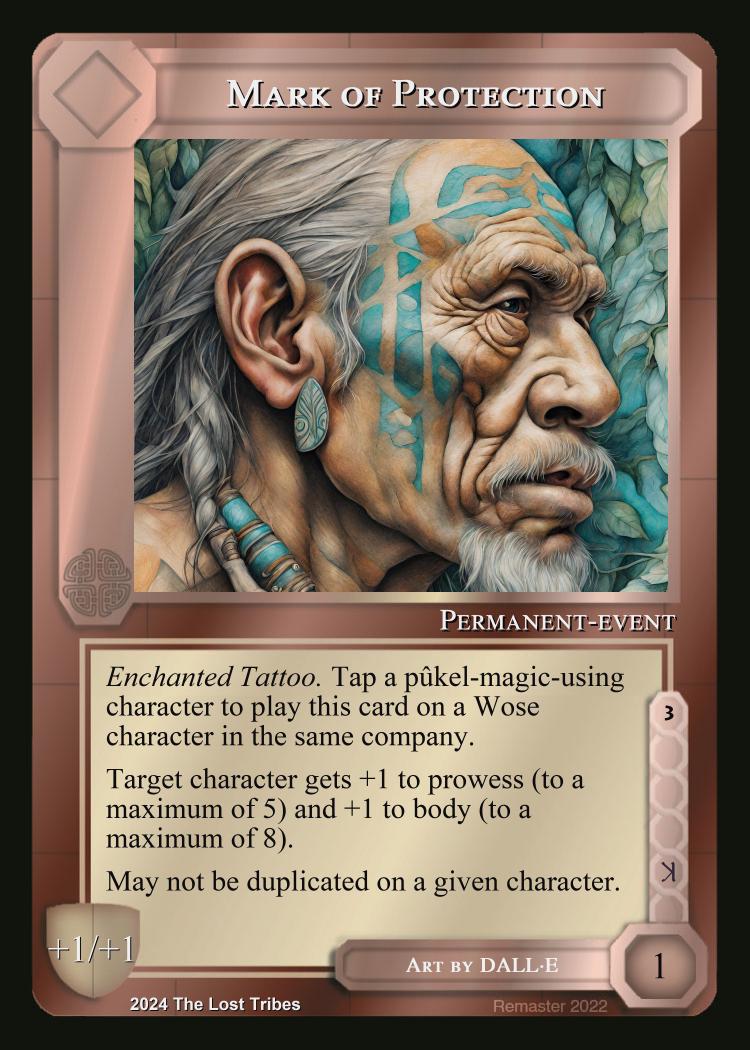 Mark of Protection
Permanent-event
Enchanted Tattoo. Tap a pûkel-magic-using
character to play this card on a Wose
character in the same company.
Target character gets +1 to prowess (to a
maximum of 5) and +1 to body (to a
maximum of 8).
May not be duplicated on a given character.
3
+1/+1
Art by DALL·E
1
2024 The Lost Tribes
Remaster 2022